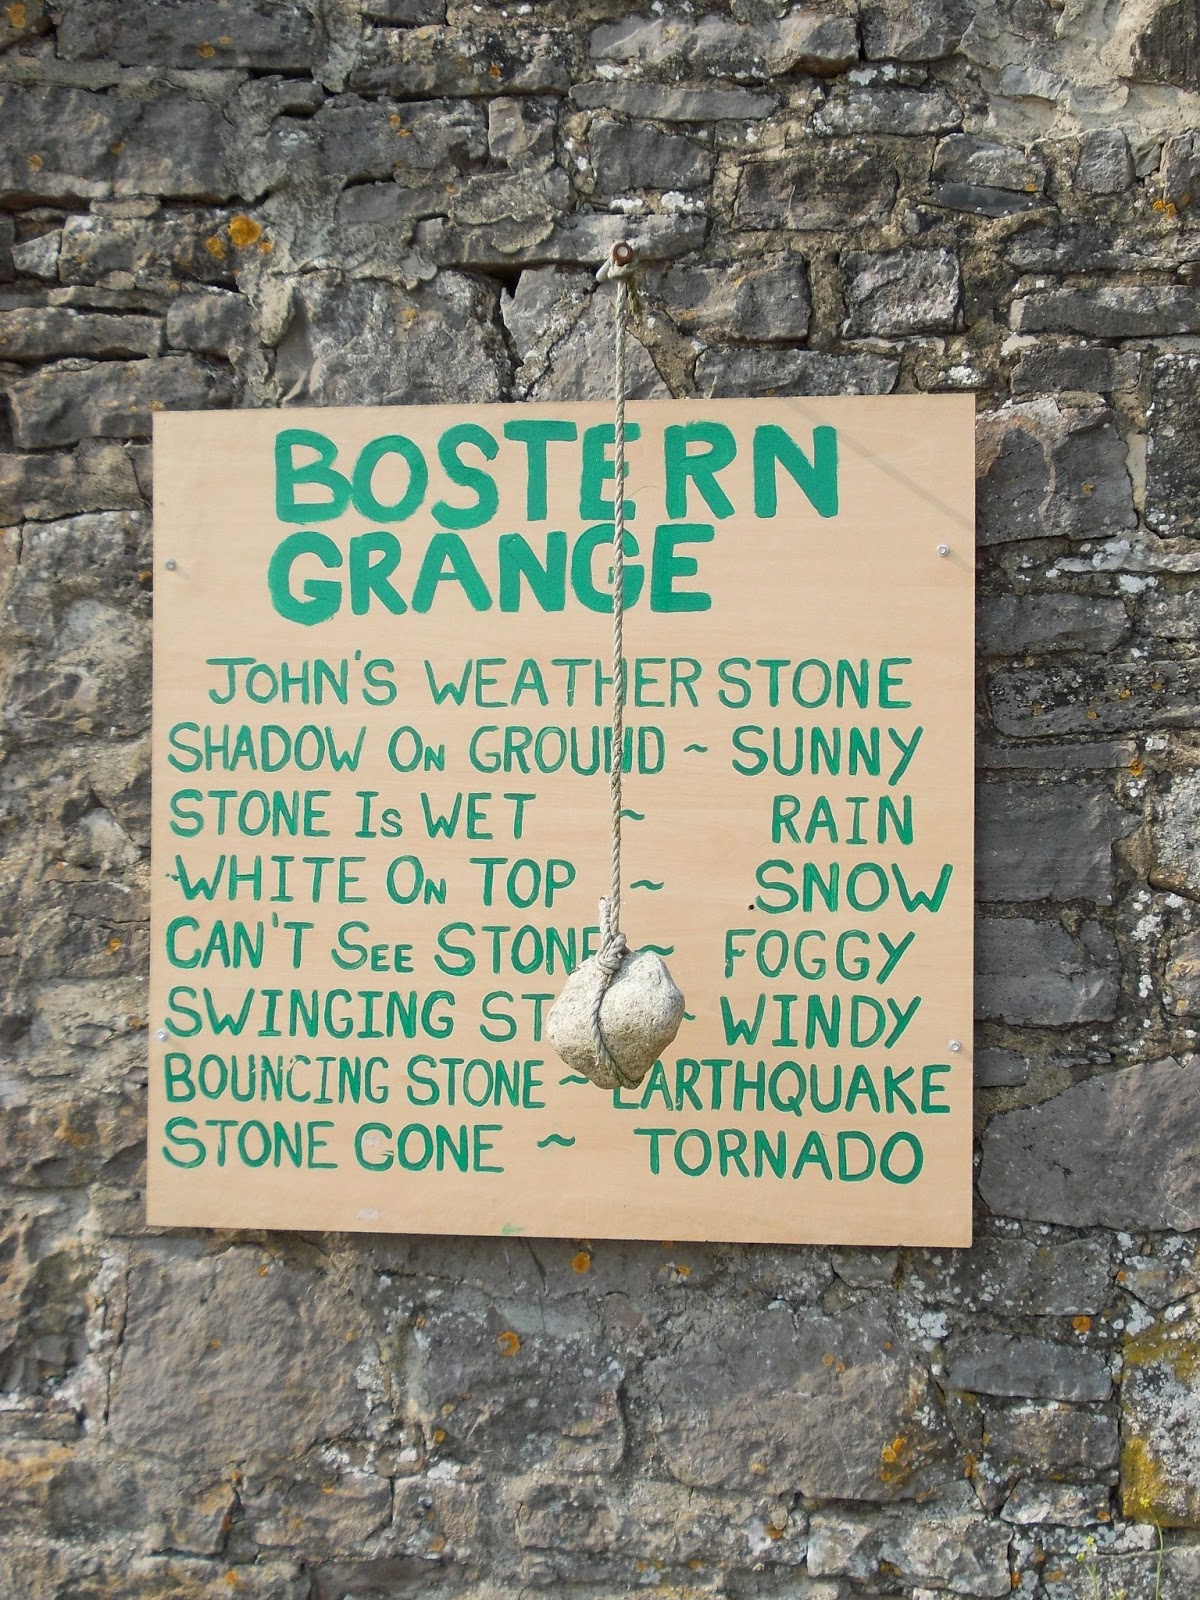 BOSTERN
GRANGE
JOHN'S WEATHER STONE
SHADOW ON GROUND ~ SUNNY
STONE IS WET ~ RAIN
WHITE ON TOP ~ SNOW
CAN'T SEE STONE ~ FOGGY
SWINGING ST ~ WINDY
BOUNCING STONE ~ EARTHQUAKE
STONE GONE ~ TORNADO